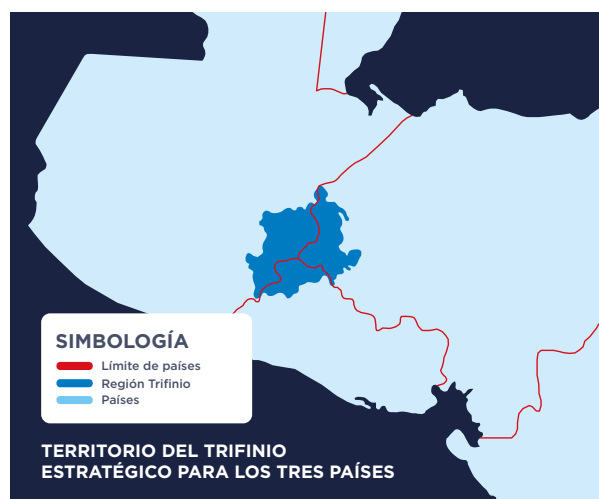 SIMBOLOGÍA
Límite de países
Región Trifinio
Países
TERRITORIO DEL TRIFINIO
ESTRATÉGICO PARA LOS TRES PAÍSES